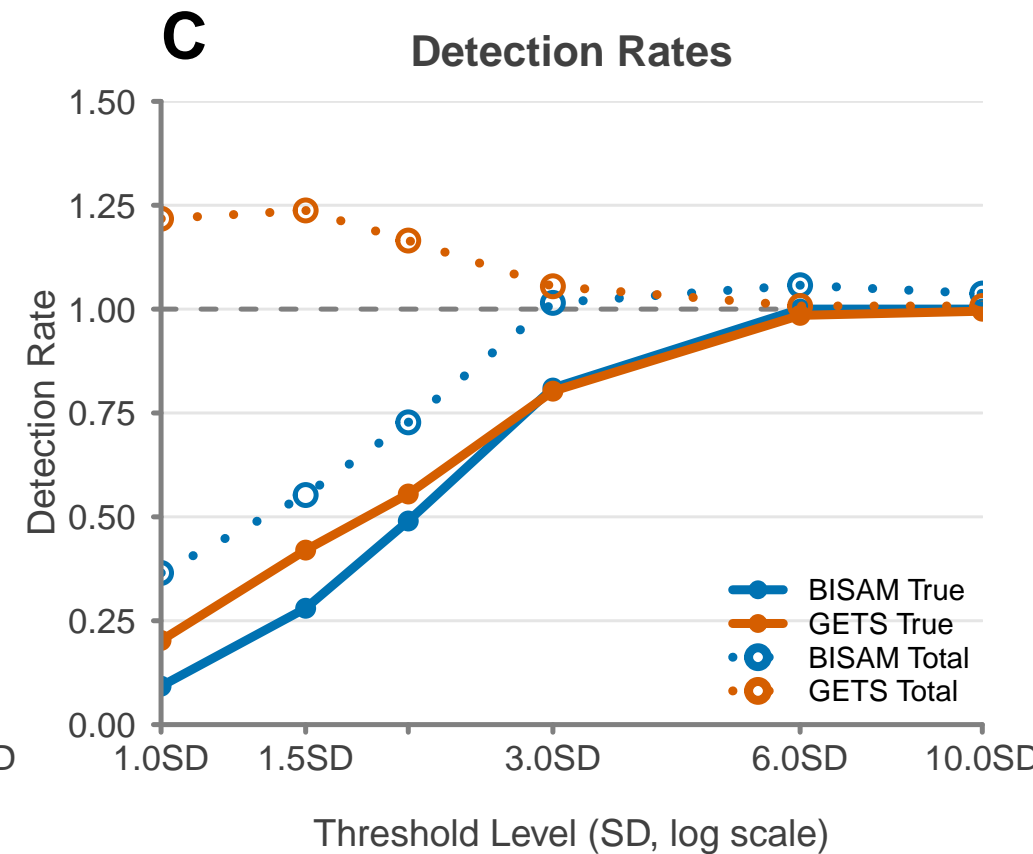 C
Detection Rates
1.50
1.25
1.00
0.75
0.50
0.25
0.00
Detection Rate
BISAM True
GETS True
BISAM Total
GETS Total
D 1.0SD 1.5SD 3.0SD 6.0SD 10.0SD
Threshold Level (SD, log scale)